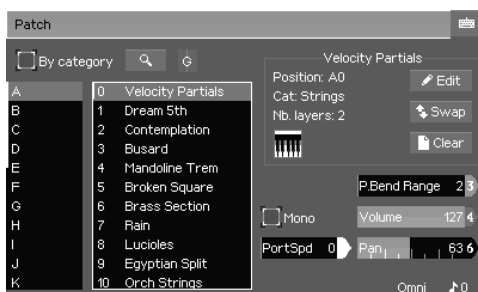 Patch
By category
G
A
B
C
D
E
F
G
H
I
J
K
0 Velocity Partials
1 Dream 5th
2 Contemplation
3 Busard
4 Mandoline Trem
5 Broken Square
6 Brass Section
7 Rain
8 Lucioles
9 Egyptian Split
10 Orch Strings
Velocity Partials
Position: A0
Cat: Strings
Nb. layers: 2
Edit
Swap
Clear
P.Bend Range 2 3
Mono
Volume 127 4
PortSpd 0
Pan 63 6
Omni 0